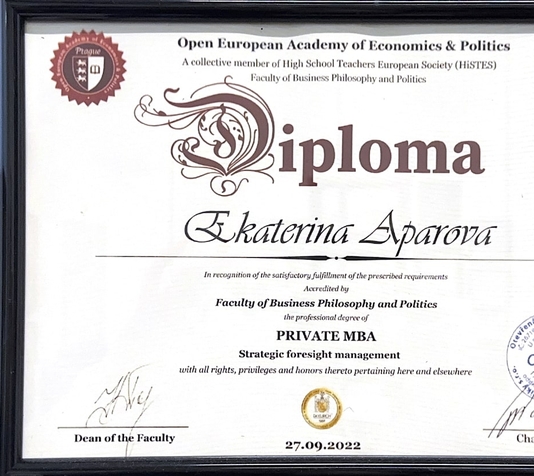 Prague
Open European Academy of Economics & Politics
A collective member of High School Teachers European Society (HiSTES)
Faculty of Business Philosophy and Politics
Diploma
Ekaterina Aparova
In recognition of the satisfactory fulfillment of the prescribed requirements
Accredited by
Faculty of Business Philosophy and Politics
the professional degree of
PRIVATE MBA
Strategic foresight management
with all rights, privileges and honors thereto pertaining here and elsewhere
Dean of the Faculty
27.09.2022
Cha